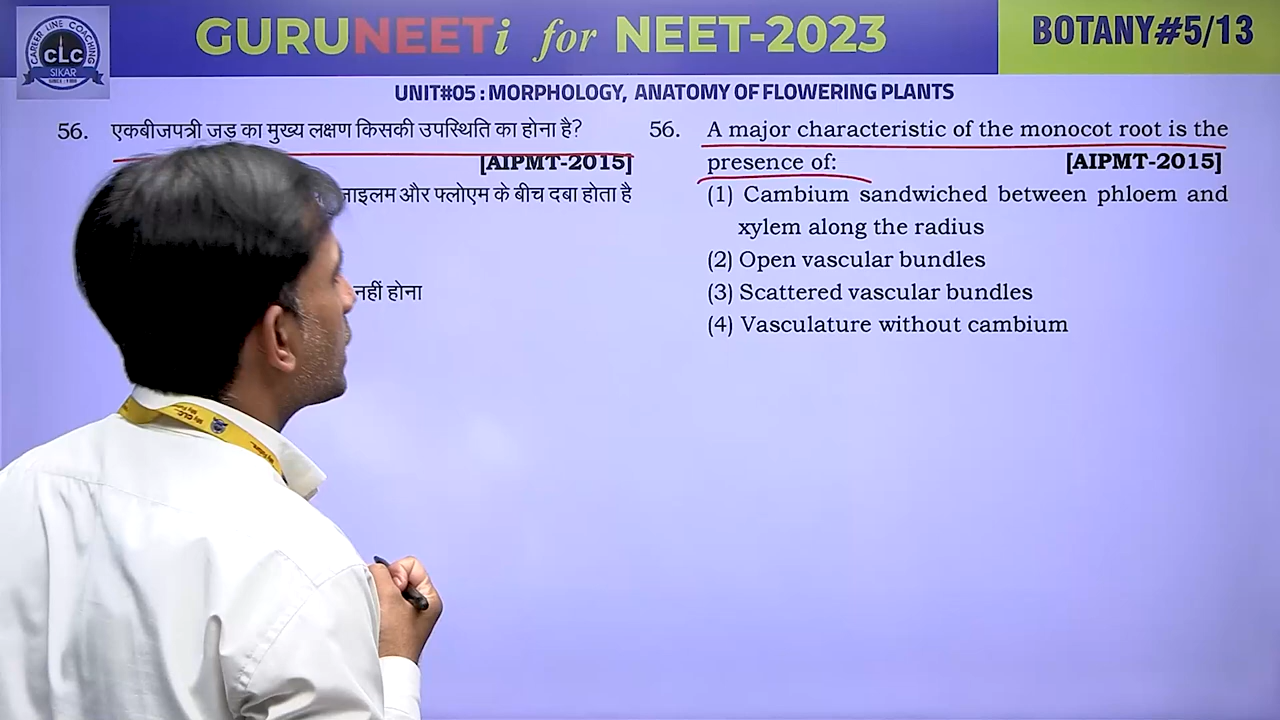 CAREER LINE COACHING
CLC
SIKAR
GURUNEETi for NEET-2023
BOTANY#5/13
UNIT#05 : MORPHOLOGY, ANATOMY OF FLOWERING PLANTS
56. एकबीजपत्री जड़ का मुख्य लक्षण किसकी उपस्थिति का होना है?
[AIPMT-2015]
जाइलम और फ्लोएम के बीच दबा होता है
नहीं होना
56. A major characteristic of the monocot root is the
presence of: [AIPMT-2015]
(1) Cambium sandwiched between phloem and
xylem along the radius
(2) Open vascular bundles
(3) Scattered vascular bundles
(4) Vasculature without cambium